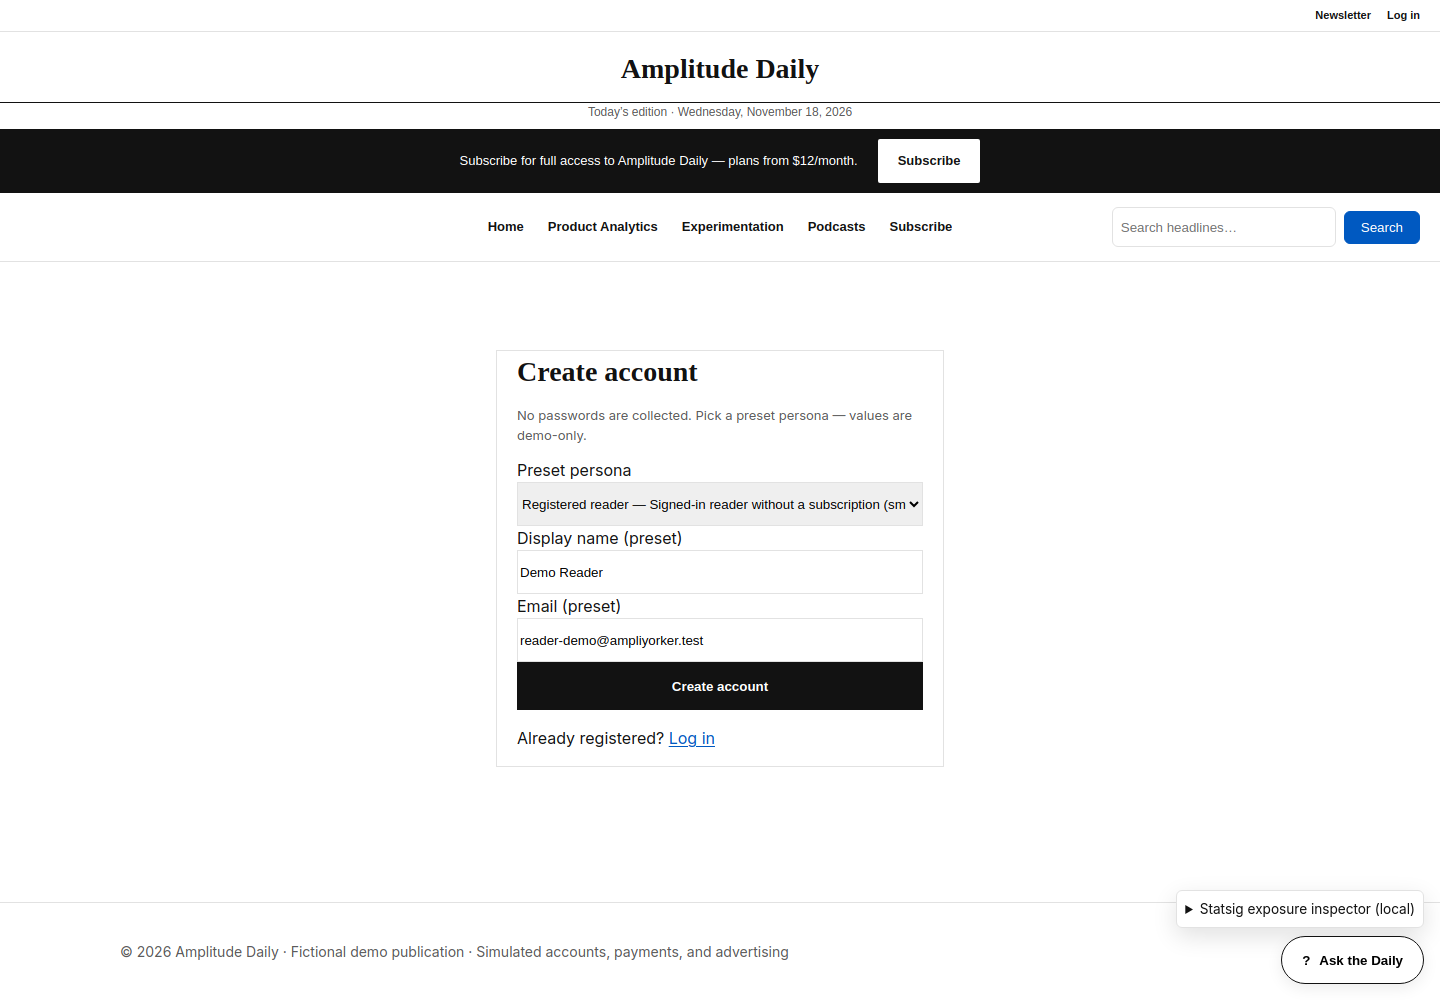 Newsletter Log in
Amplitude Daily
Today's edition · Wednesday, November 18, 2026
Subscribe for full access to Amplitude Daily — plans from $12/month. Subscribe
Home Product Analytics Experimentation Podcasts Subscribe Search headlines… Search
Create account
No passwords are collected. Pick a preset persona — values are
demo-only.
Preset persona
Registered reader — Signed-in reader without a subscription (sm
Display name (preset)
Demo Reader
Email (preset)
reader-demo@ampliyorker.test
Create account
Already registered? Log in
Statsig exposure inspector (local)
© 2026 Amplitude Daily · Fictional demo publication · Simulated accounts, payments, and advertising
? Ask the Daily